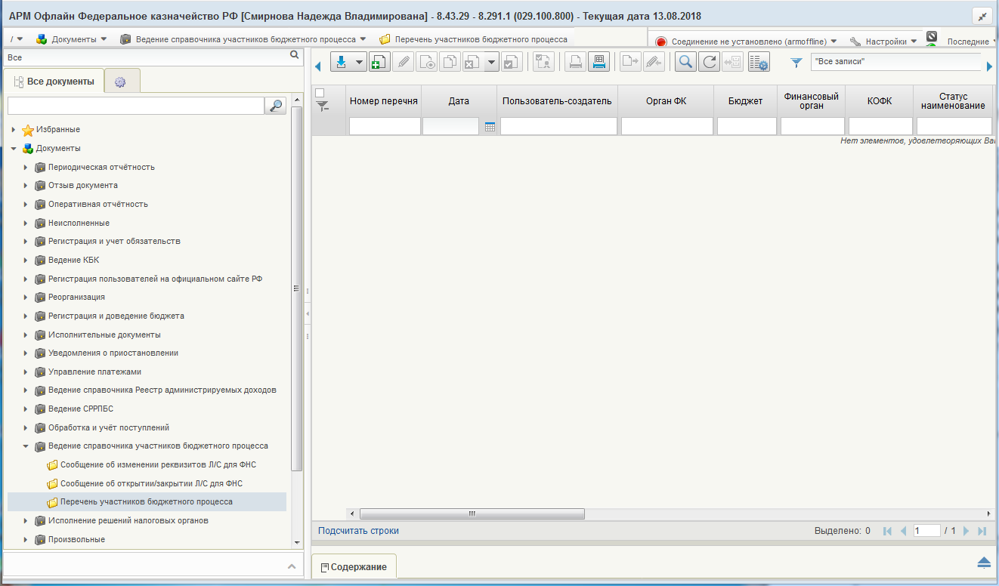 АРМ Офлайн Федеральное казначейство РФ [Смирнова Надежда Владимирована] - 8.43.29 - 8.291.1 (029.100.800) - Текущая дата 13.08.2018
/ Документы Ведение справочника участников бюджетного процесса Перечень участников бюджетного процесса Соединение не установлено (armoffline) Настройки Последние
Все
"Все записи"
Все документы
Номер перечня Дата Пользователь-создатель Орган ФК Бюджет Финансовый орган КОФК Статус наименование
Нет элементов, удовлетворяющих Ва
Избранные
Документы
Периодическая отчётность
Отзыв документа
Оперативная отчётность
Неисполненные
Регистрация и учет обязательств
Ведение КБК
Регистрация пользователей на официальном сайте РФ
Реорганизация
Регистрация и доведение бюджета
Исполнительные документы
Уведомления о приостановлении
Управление платежами
Ведение справочника Реестр администрируемых доходов
Ведение СРРПБС
Обработка и учёт поступлений
Ведение справочника участников бюджетного процесса
Сообщение об изменении реквизитов Л/С для ФНС
Сообщение об открытии/закрытии Л/С для ФНС
Перечень участников бюджетного процесса
Исполнение решений налоговых органов
Произвольные
Подсчитать строки Выделено: 0 1 / 1
Содержание